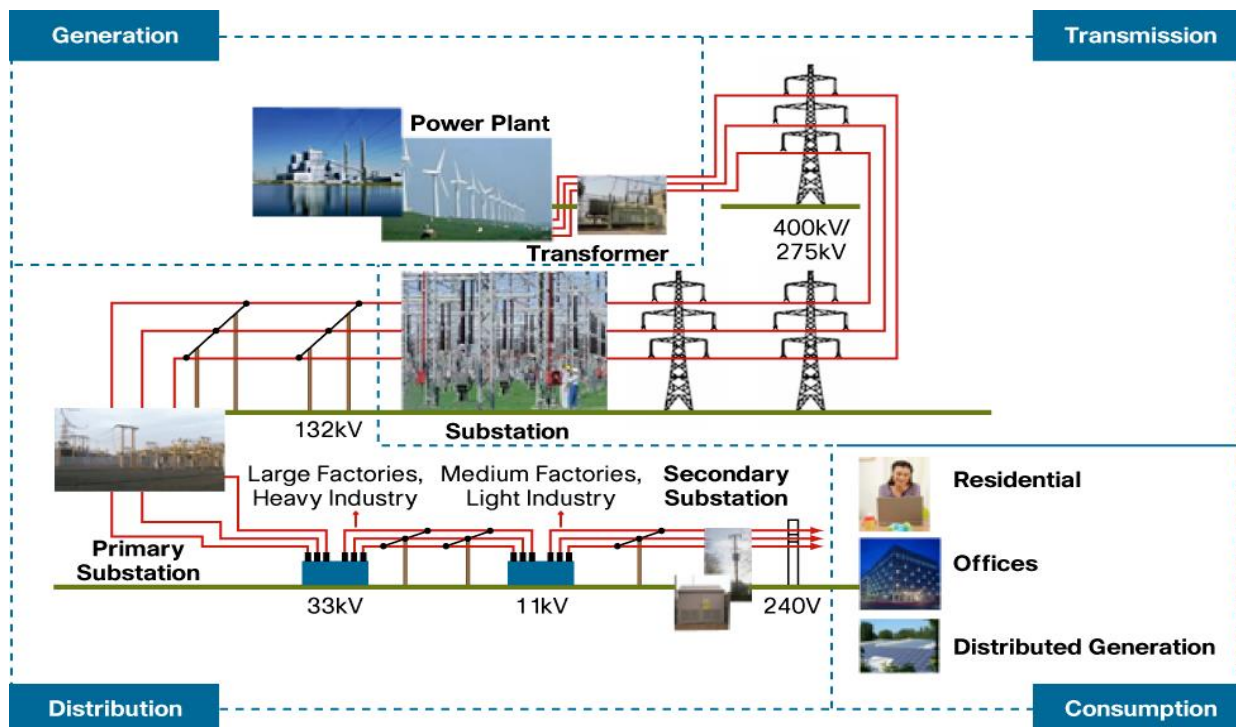 Generation
Transmission
Power Plant
Transformer
400kV/
275kV
132kV
Substation
Large Factories,
Heavy Industry
Medium Factories,
Light Industry
Secondary
Substation
Primary
Substation
33kV
11kV
240V
Residential
Offices
Distributed Generation
Distribution
Consumption